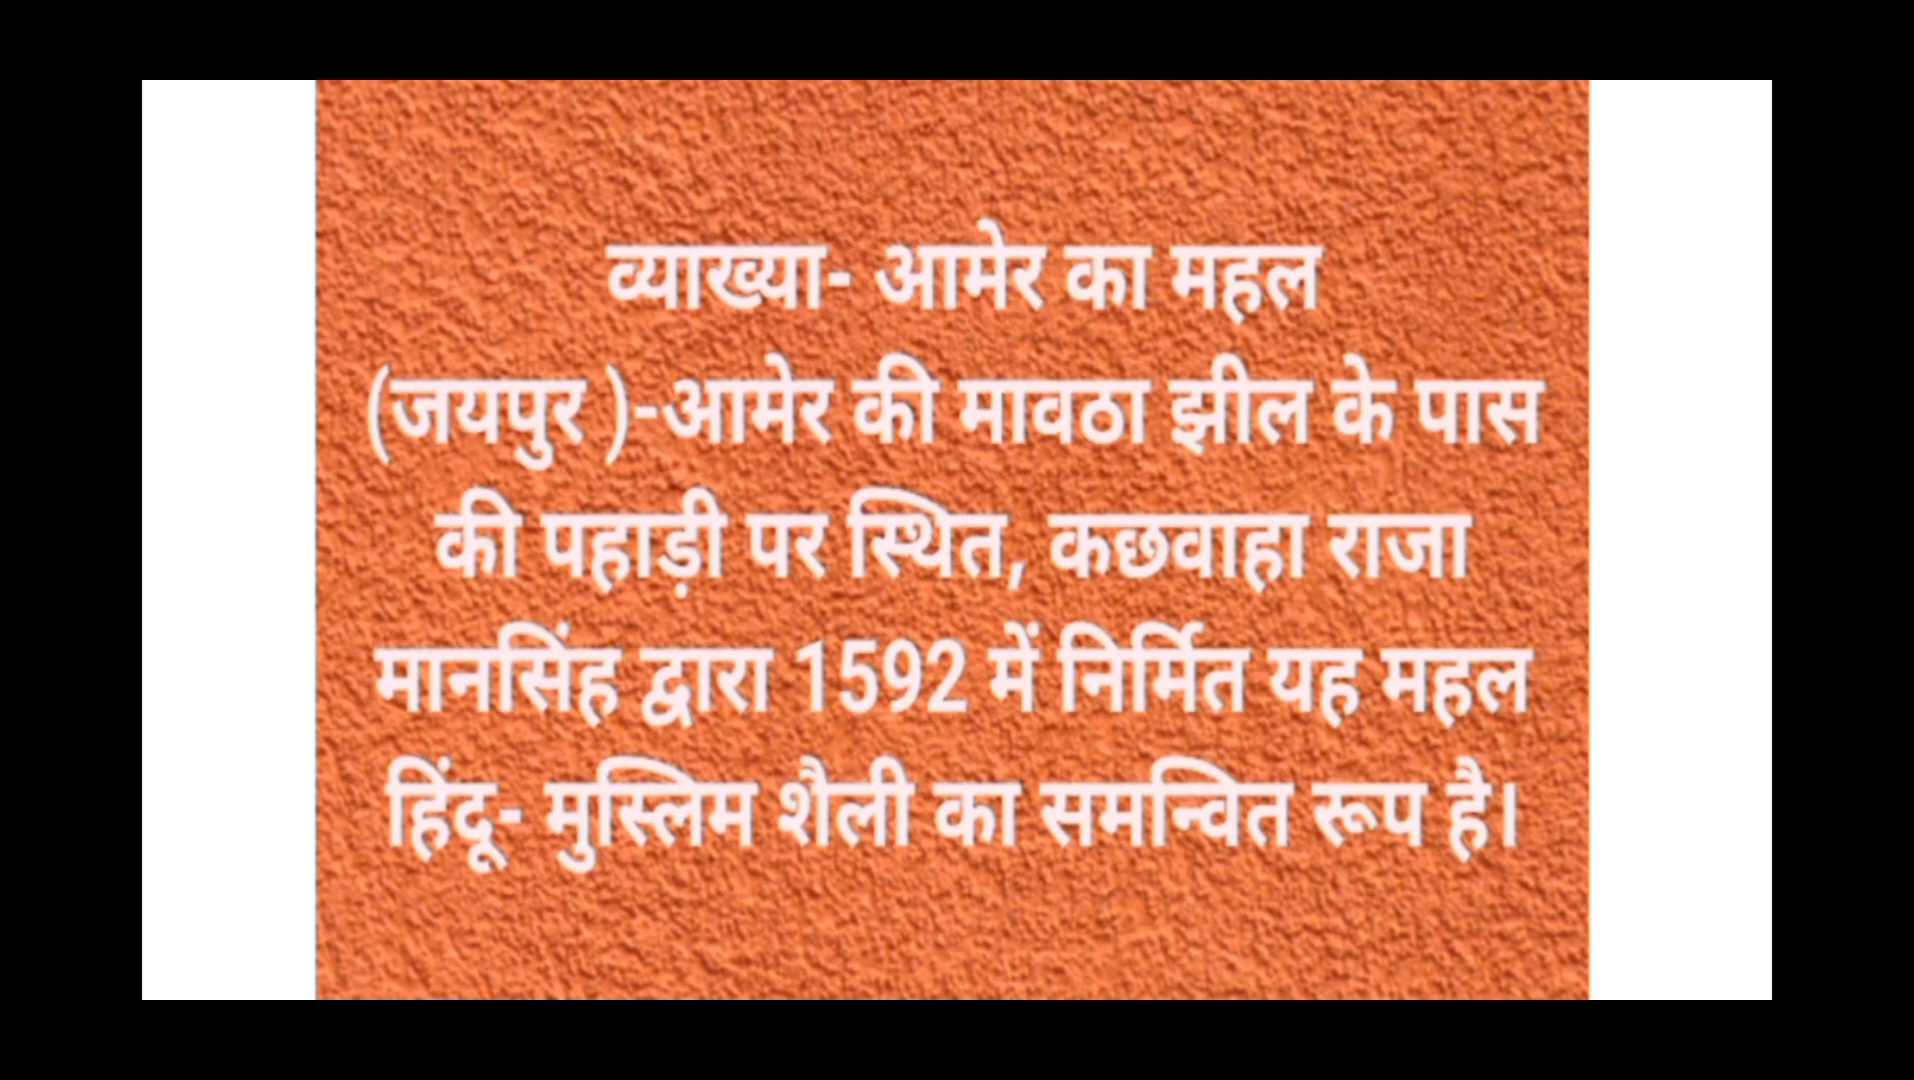 व्याख्या- आमेर का महल
(जयपुर )-आमेर की मावठा झील के पास
की पहाड़ी पर स्थित, कछवाहा राजा
मानसिंह द्वारा 1592 में निर्मित यह महल
हिंदू- मुस्लिम शैली का समन्वित रूप है।